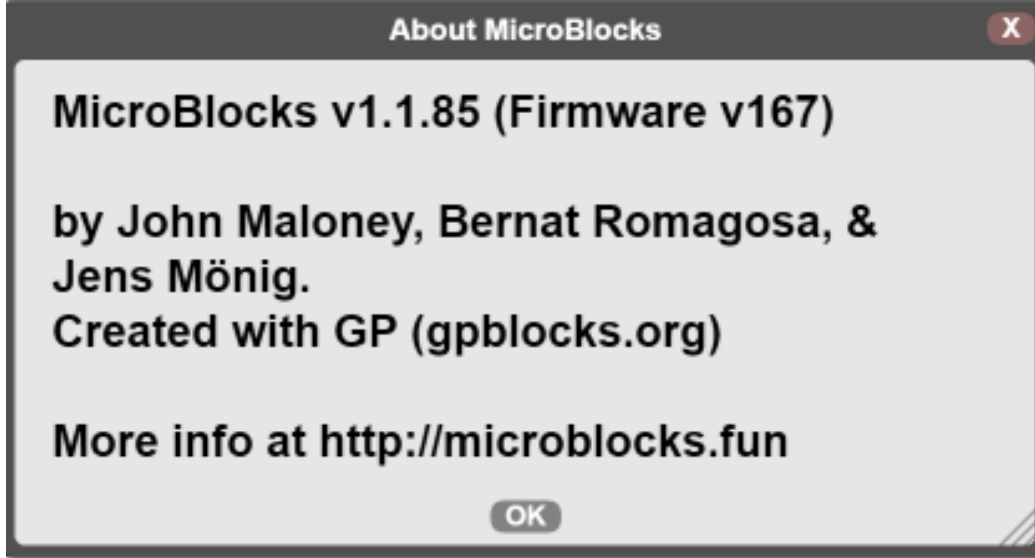 About MicroBlocks
X
MicroBlocks v1.1.85 (Firmware v167)
by John Maloney, Bernat Romagosa, &
Jens Mönig.
Created with GP (gpblocks.org)
More info at http://microblocks.fun
OK